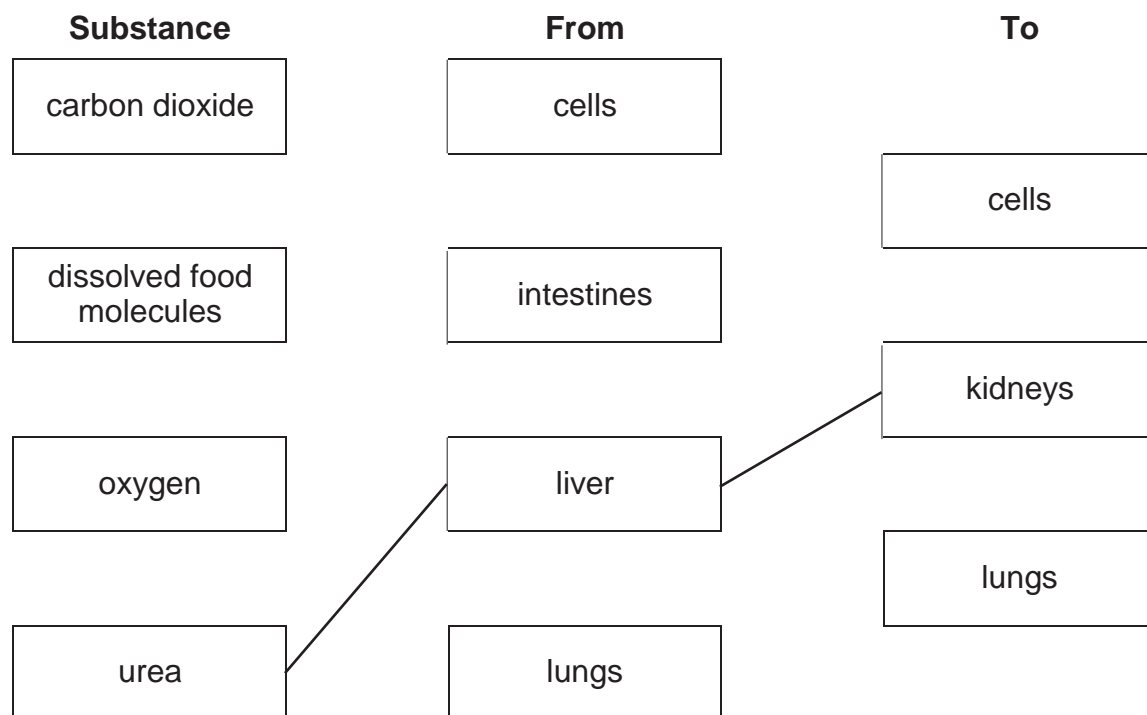 Substance From To
carbon dioxide cells
cells
dissolved food
molecules
intestines
kidneys
oxygen liver
lungs
urea lungs